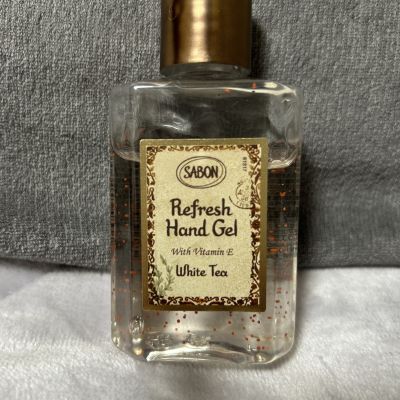 SABON
Refresh
Hand Gel
With Vitamin E
White Tea